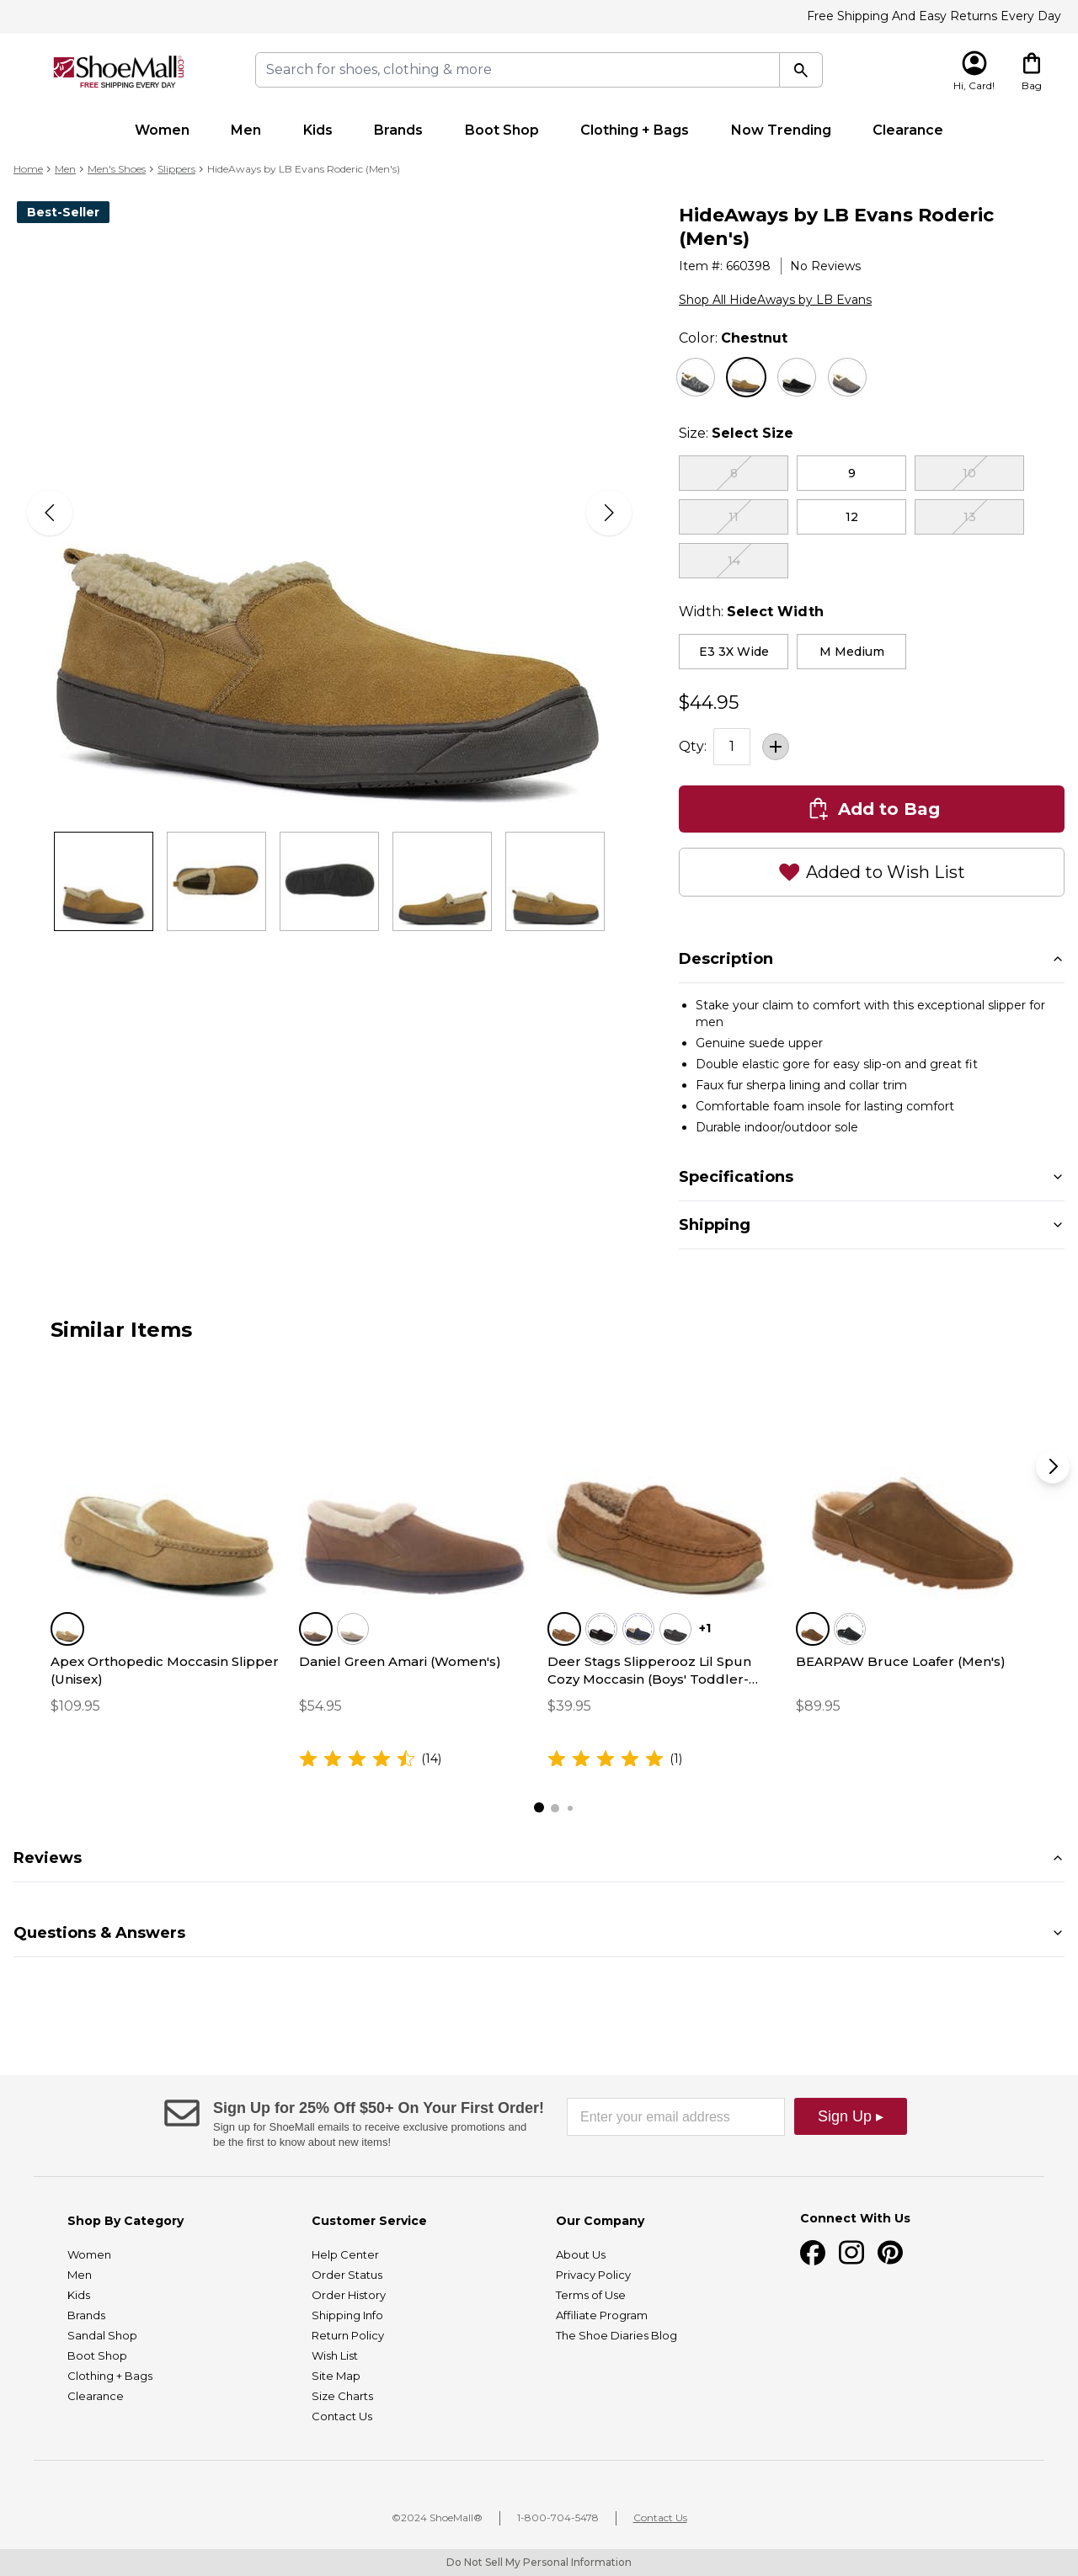 Free Shipping And Easy Returns Every Day
ShoeMall.com
FREE SHIPPING EVERY DAY
Search for shoes, clothing & more
Hi, Card!
Bag
Women
Men
Kids
Brands
Boot Shop
Clothing + Bags
Now Trending
Clearance
Home > Men > Men's Shoes > Slippers > HideAways by LB Evans Roderic (Men's)
Best-Seller
HideAways by LB Evans Roderic
(Men's)
Item #: 660398
No Reviews
Shop All HideAways by LB Evans
Color: Chestnut
Size: Select Size
8
9
10
11
12
13
14
Width: Select Width
E3 3X Wide
M Medium
$44.95
Qty:
1
Add to Bag
Added to Wish List
Description
• Stake your claim to comfort with this exceptional slipper for
men
• Genuine suede upper
• Double elastic gore for easy slip-on and great fit
• Faux fur sherpa lining and collar trim
• Comfortable foam insole for lasting comfort
• Durable indoor/outdoor sole
Specifications
Shipping
Similar Items
Apex Orthopedic Moccasin Slipper
(Unisex)
$109.95
Daniel Green Amari (Women's)
$54.95
(14)
+1
Deer Stags Slipperooz Lil Spun
Cozy Moccasin (Boys' Toddler-...
$39.95
(1)
BEARPAW Bruce Loafer (Men's)
$89.95
Reviews
Questions & Answers
Sign Up for 25% Off $50+ On Your First Order!
Sign up for ShoeMall emails to receive exclusive promotions and
be the first to know about new items!
Enter your email address
Sign Up ▸
Shop By Category
Women
Men
Kids
Brands
Sandal Shop
Boot Shop
Clothing + Bags
Clearance
Customer Service
Help Center
Order Status
Order History
Shipping Info
Return Policy
Wish List
Site Map
Size Charts
Contact Us
Our Company
About Us
Privacy Policy
Terms of Use
Affiliate Program
The Shoe Diaries Blog
Connect With Us
©2024 ShoeMall®
1-800-704-5478
Contact Us
Do Not Sell My Personal Information